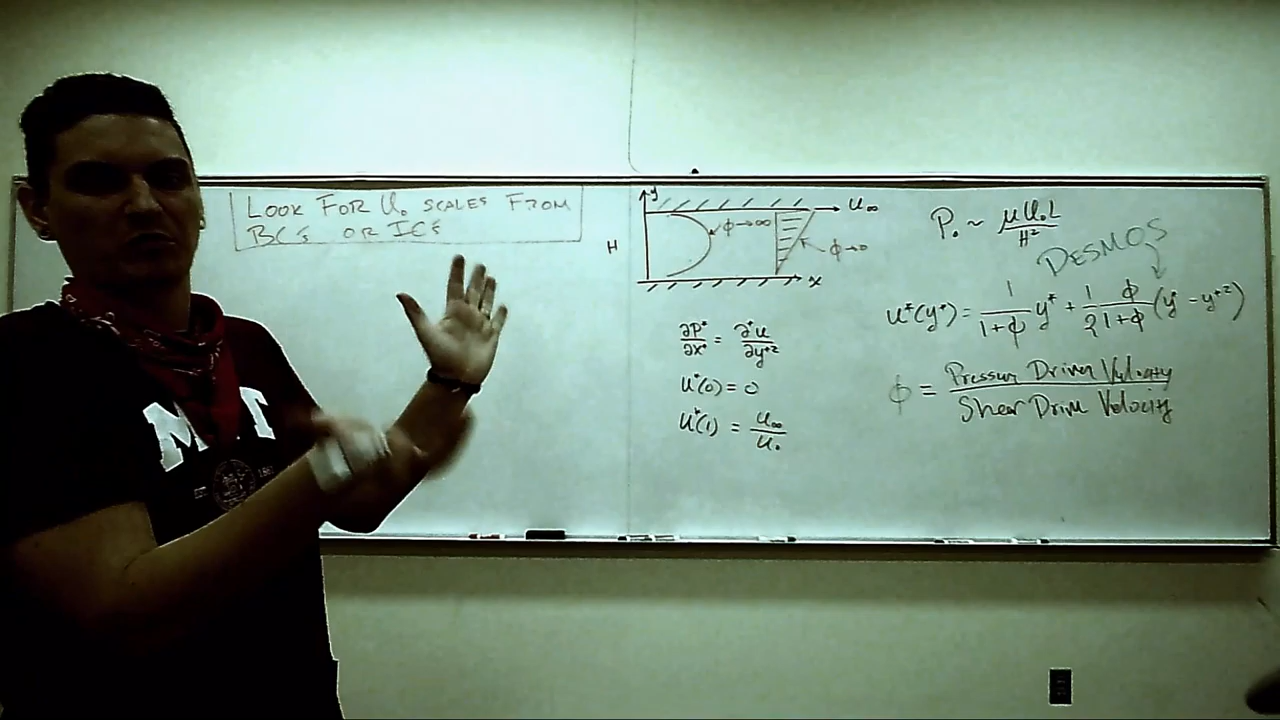 LOOK FOR U₀ SCALES FROM
BCs OR ICs
y
U∞
H
ϕ→∞
ϕ→0
x
P₀ ~ μU₀L/H²
DESMOS
u*(y*) = 1/(1+ϕ) y* + 1/2 ϕ/(1+ϕ) (y* - y*²)
ϕ = Pressure Driven Velocity / Shear Driven Velocity
∂P*/∂x* = ∂²u/∂y*²
u*(0) = 0
u*(1) = U∞/U₀
M T